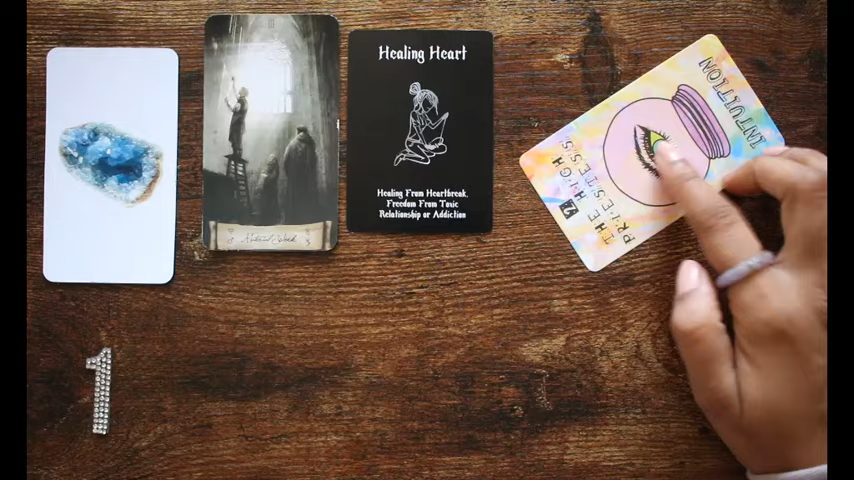 Healing Heart
Healing From Heartbreak,
Freedom From Toxic
Relationship or Addiction
INTUITION
THE HIGH
PRIESTESS
1